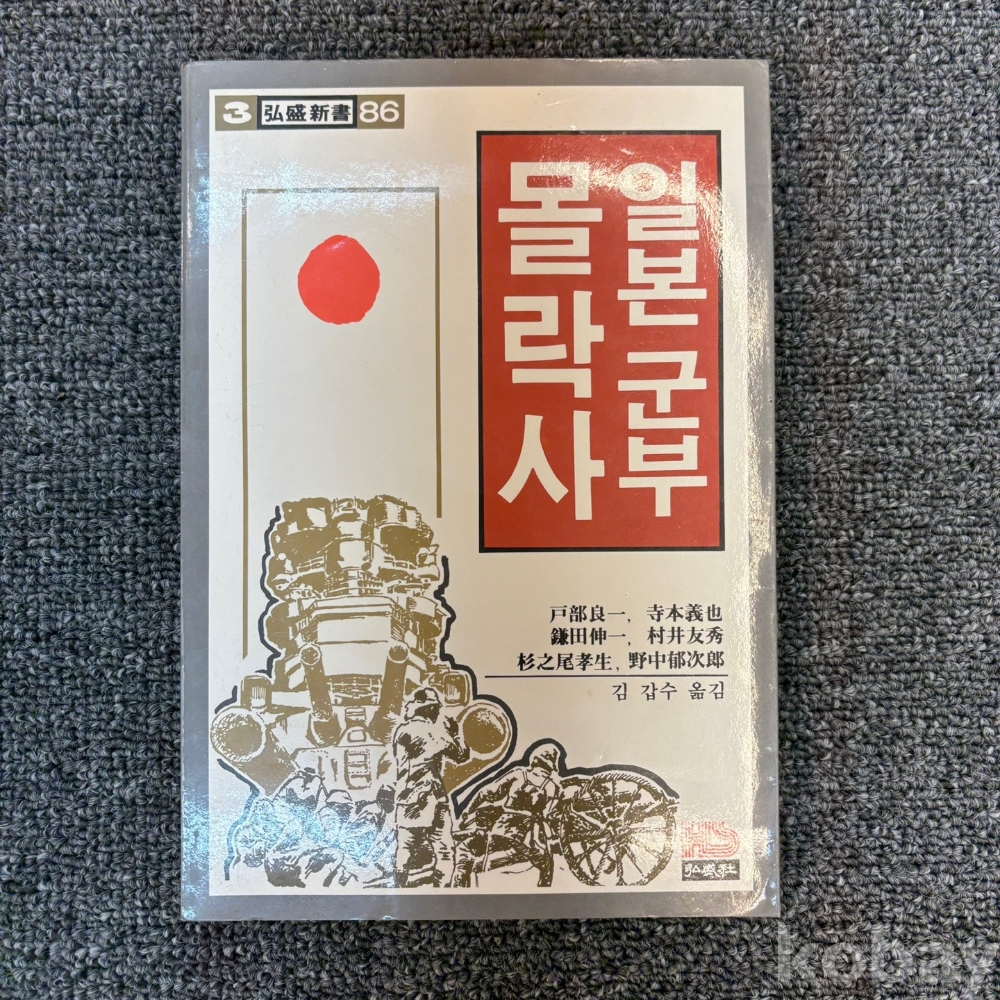 3 弘盛新書 86
일본 군부
몰락사
戸部良一, 寺本義也
鎌田伸一, 村井友秀
杉之尾孝生, 野中郁次郎
김 갑수 옮김
HS
弘盛社
kobay